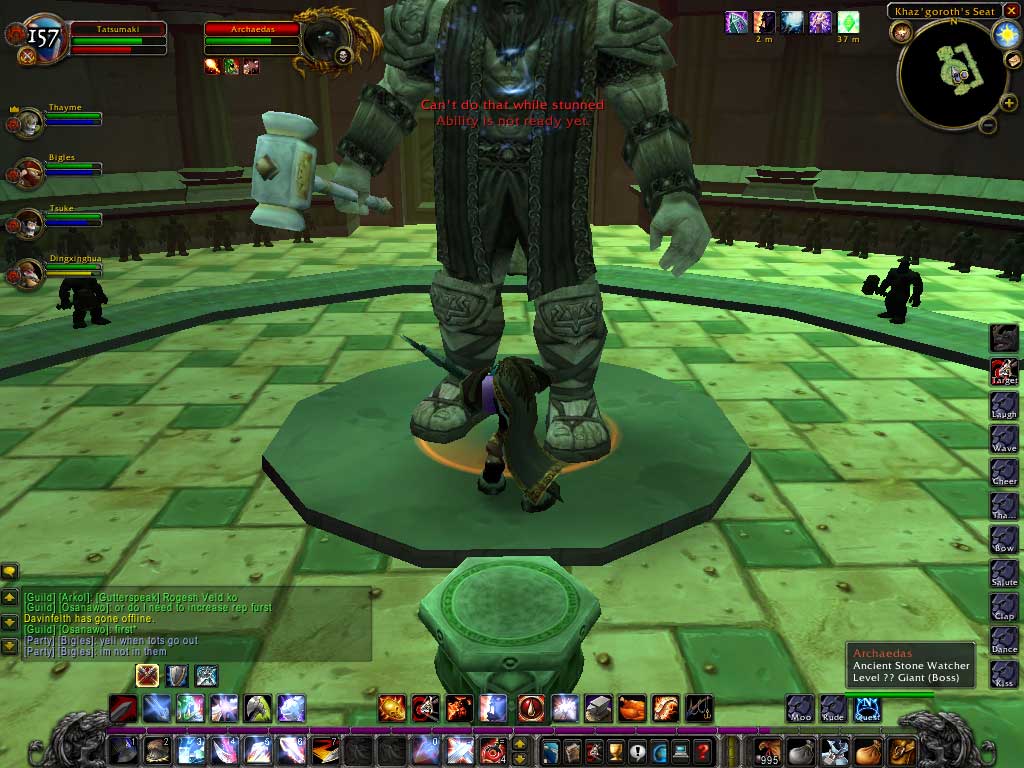 157
Tatsumaki
Archaedas
2 m
37 m
Khaz'goroth's Seat
N
Can't do that while stunned
Ability is not ready yet.
Thayme
Bigles
Tsuke
Dingxinghua
Target
Laugh
Wave
Cheer
Tha...
Bow
Salute
Clap
Dance
Kiss
[Guild] [Arkol]: [Gutterspeak] Rogesh Veld ko
[Guild] [Osanawo]: or do I need to increase rep furst
Davinfelth has gone offline.
[Guild] [Osanawo]: first*
[Party] [Bigles]: yell when tots go out
[Party] [Bigles]: im not in them
Archaedas
Ancient Stone Watcher
Level ?? Giant (Boss)
Moo
Rude
Quest
995